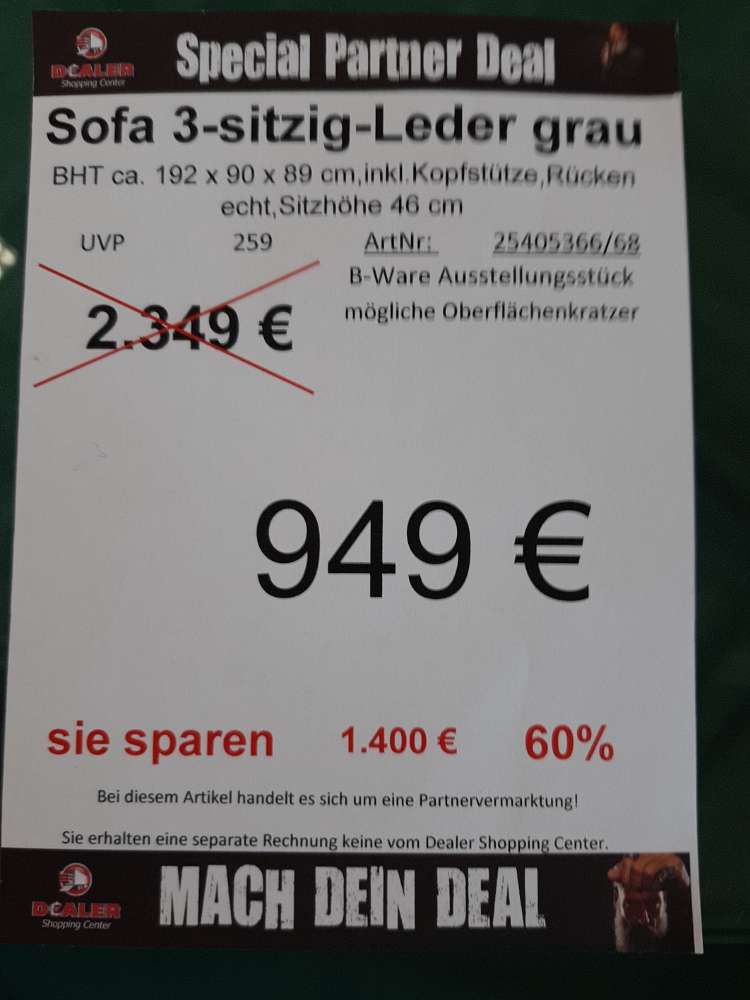 DEALER
Shopping Center
Special Partner Deal
Sofa 3-sitzig-Leder grau
BHT ca. 192 x 90 x 89 cm,inkl.Kopfstütze,Rücken
echt,Sitzhöhe 46 cm
UVP 259 ArtNr: 25405366/68
B-Ware Ausstellungsstück
2.349 € mögliche Oberflächenkratzer
949 €
sie sparen 1.400 € 60%
Bei diesem Artikel handelt es sich um eine Partnervermarktung!
Sie erhalten eine separate Rechnung keine vom Dealer Shopping Center.
DEALER
Shopping Center
MACH DEIN DEAL